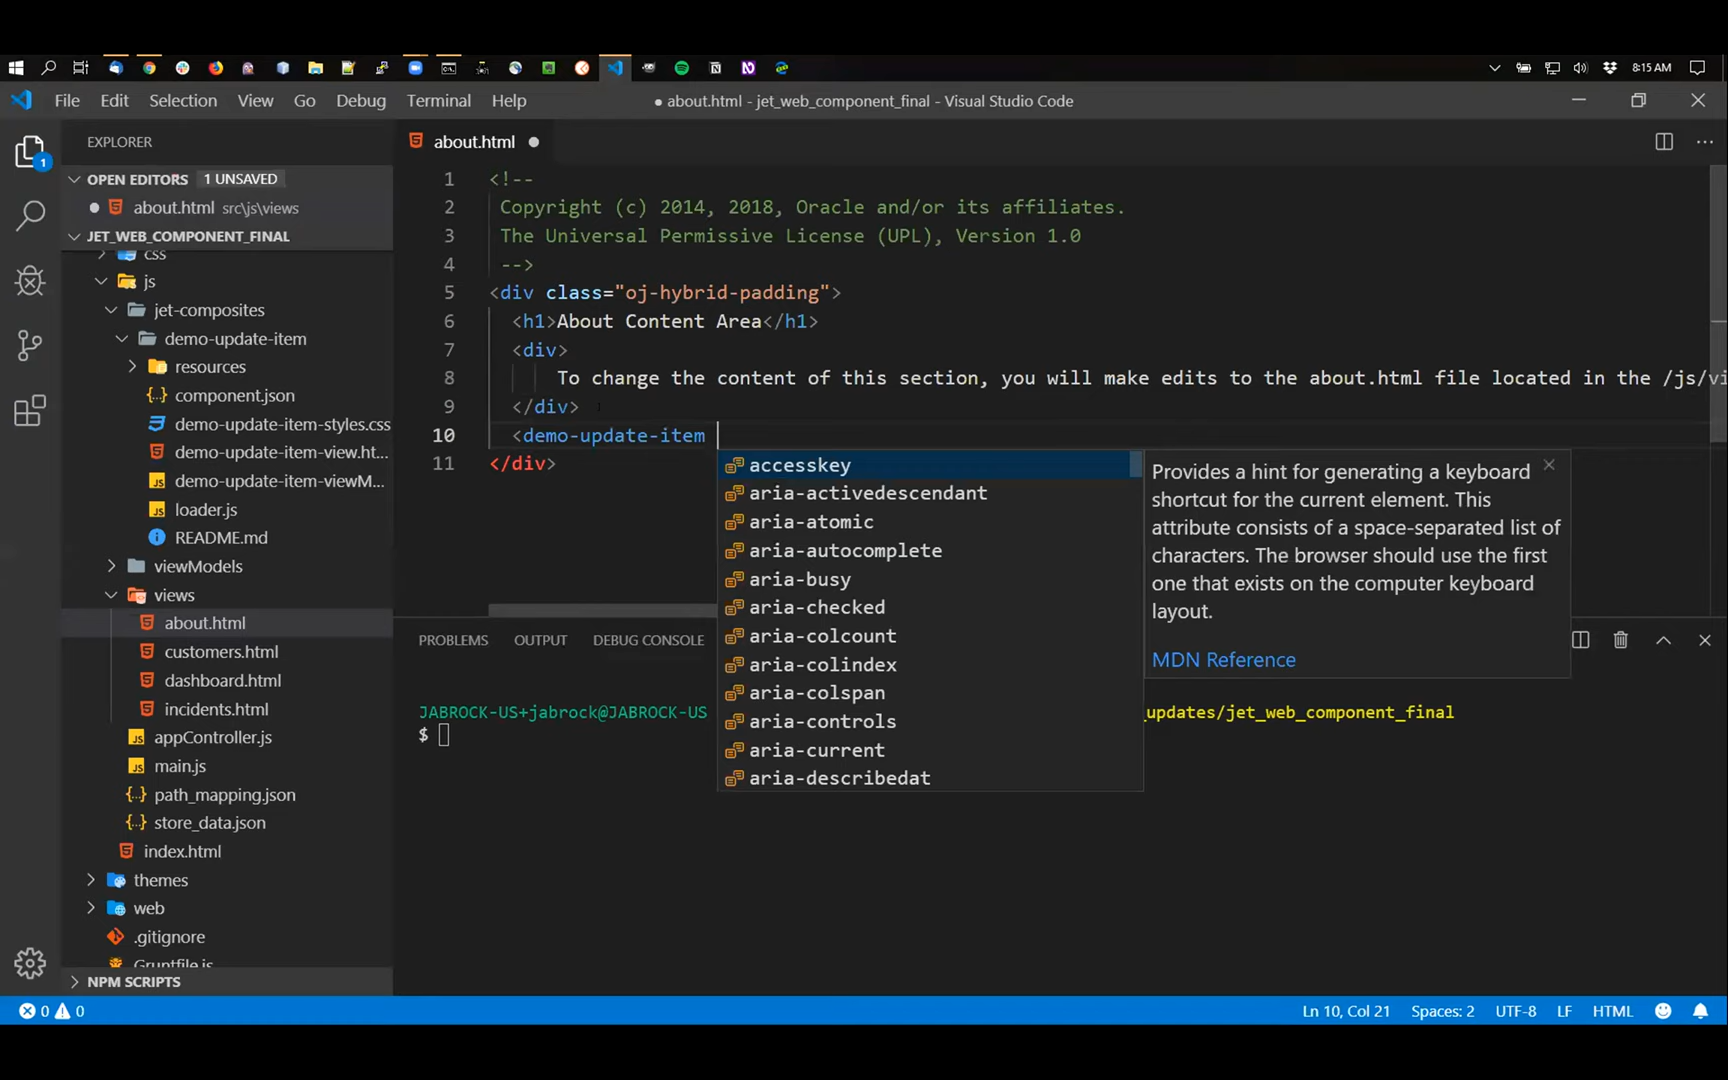 8:15 AM
File Edit Selection View Go Debug Terminal Help
● about.html - jet_web_component_final - Visual Studio Code
EXPLORER
1
OPEN EDITORS 1 UNSAVED
about.html src\js\views
JET_WEB_COMPONENT_FINAL
css
js
jet-composites
demo-update-item
resources
component.json
demo-update-item-styles.css
demo-update-item-view.ht...
demo-update-item-viewM...
loader.js
README.md
viewModels
views
about.html
customers.html
dashboard.html
incidents.html
appController.js
main.js
path_mapping.json
store_data.json
index.html
themes
web
.gitignore
Gruntfile.js
NPM SCRIPTS
about.html
1 <!--
2 Copyright (c) 2014, 2018, Oracle and/or its affiliates.
3 The Universal Permissive License (UPL), Version 1.0
4 -->
5 <div class="oj-hybrid-padding">
6 <h1>About Content Area</h1>
7 <div>
8 To change the content of this section, you will make edits to the about.html file located in the /js/vi
9 </div>
10 <demo-update-item
11 </div>
accesskey
aria-activedescendant
aria-atomic
aria-autocomplete
aria-busy
aria-checked
aria-colcount
aria-colindex
aria-colspan
aria-controls
aria-current
aria-describedat
Provides a hint for generating a keyboard
shortcut for the current element. This
attribute consists of a space-separated list of
characters. The browser should use the first
one that exists on the computer keyboard
layout.
MDN Reference
PROBLEMS OUTPUT DEBUG CONSOLE
JABROCK-US+jabrock@JABROCK-US _updates/jet_web_component_final
$
0 0
Ln 10, Col 21 Spaces: 2 UTF-8 LF HTML